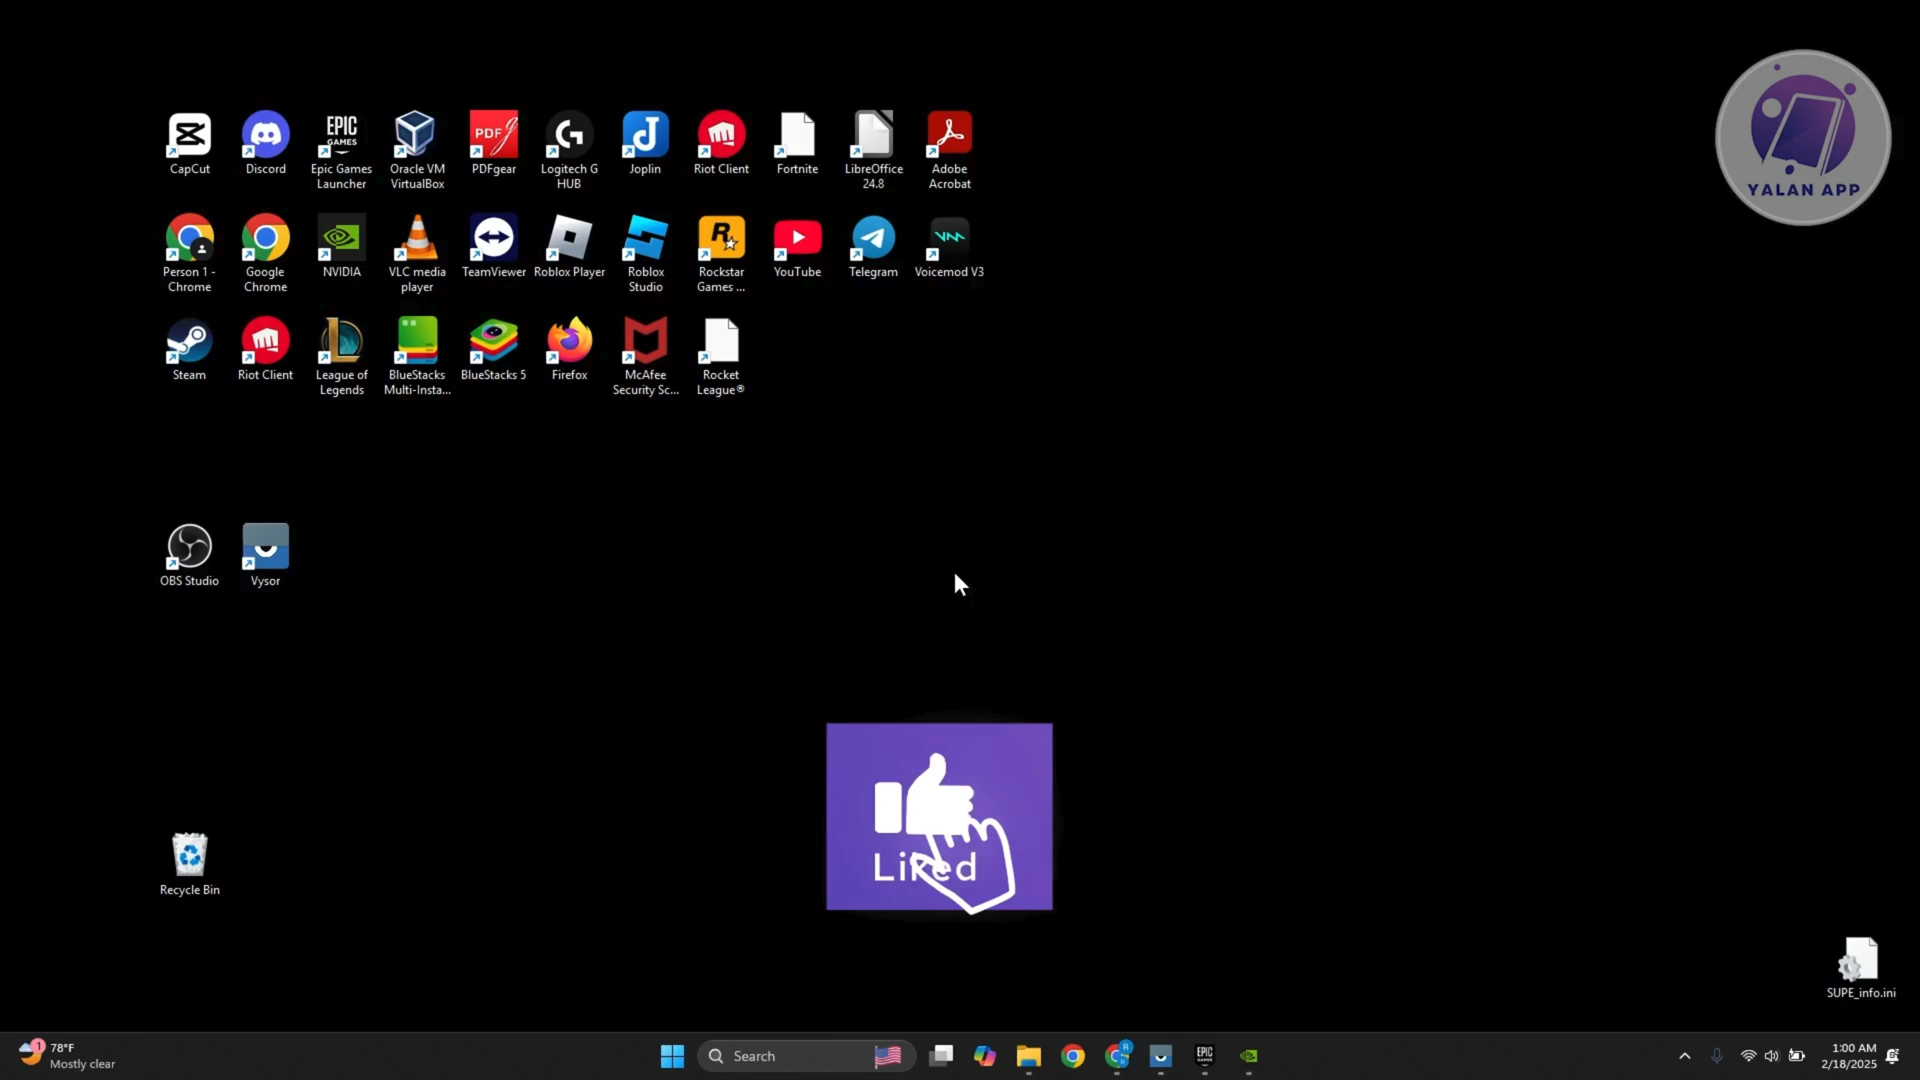 YALAN APP
EPIC
GAMES
PDF
CapCut
Discord
Epic Games
Launcher
Oracle VM
VirtualBox
PDFgear
Logitech G
HUB
Joplin
Riot Client
Fortnite
LibreOffice
24.8
Adobe
Acrobat
Person 1 -
Chrome
Google
Chrome
NVIDIA
VLC media
player
TeamViewer
Roblox Player
Roblox
Studio
Rockstar
Games ...
YouTube
Telegram
Voicemod V3
Steam
Riot Client
League of
Legends
BlueStacks
Multi-Insta...
BlueStacks 5
Firefox
McAfee
Security Sc...
Rocket
League®
OBS Studio
Vysor
Liked
Recycle Bin
SUPE_info.ini
1
78°F
Mostly clear
Search
R
EPIC
GAMES
1:00 AM
2/18/2025